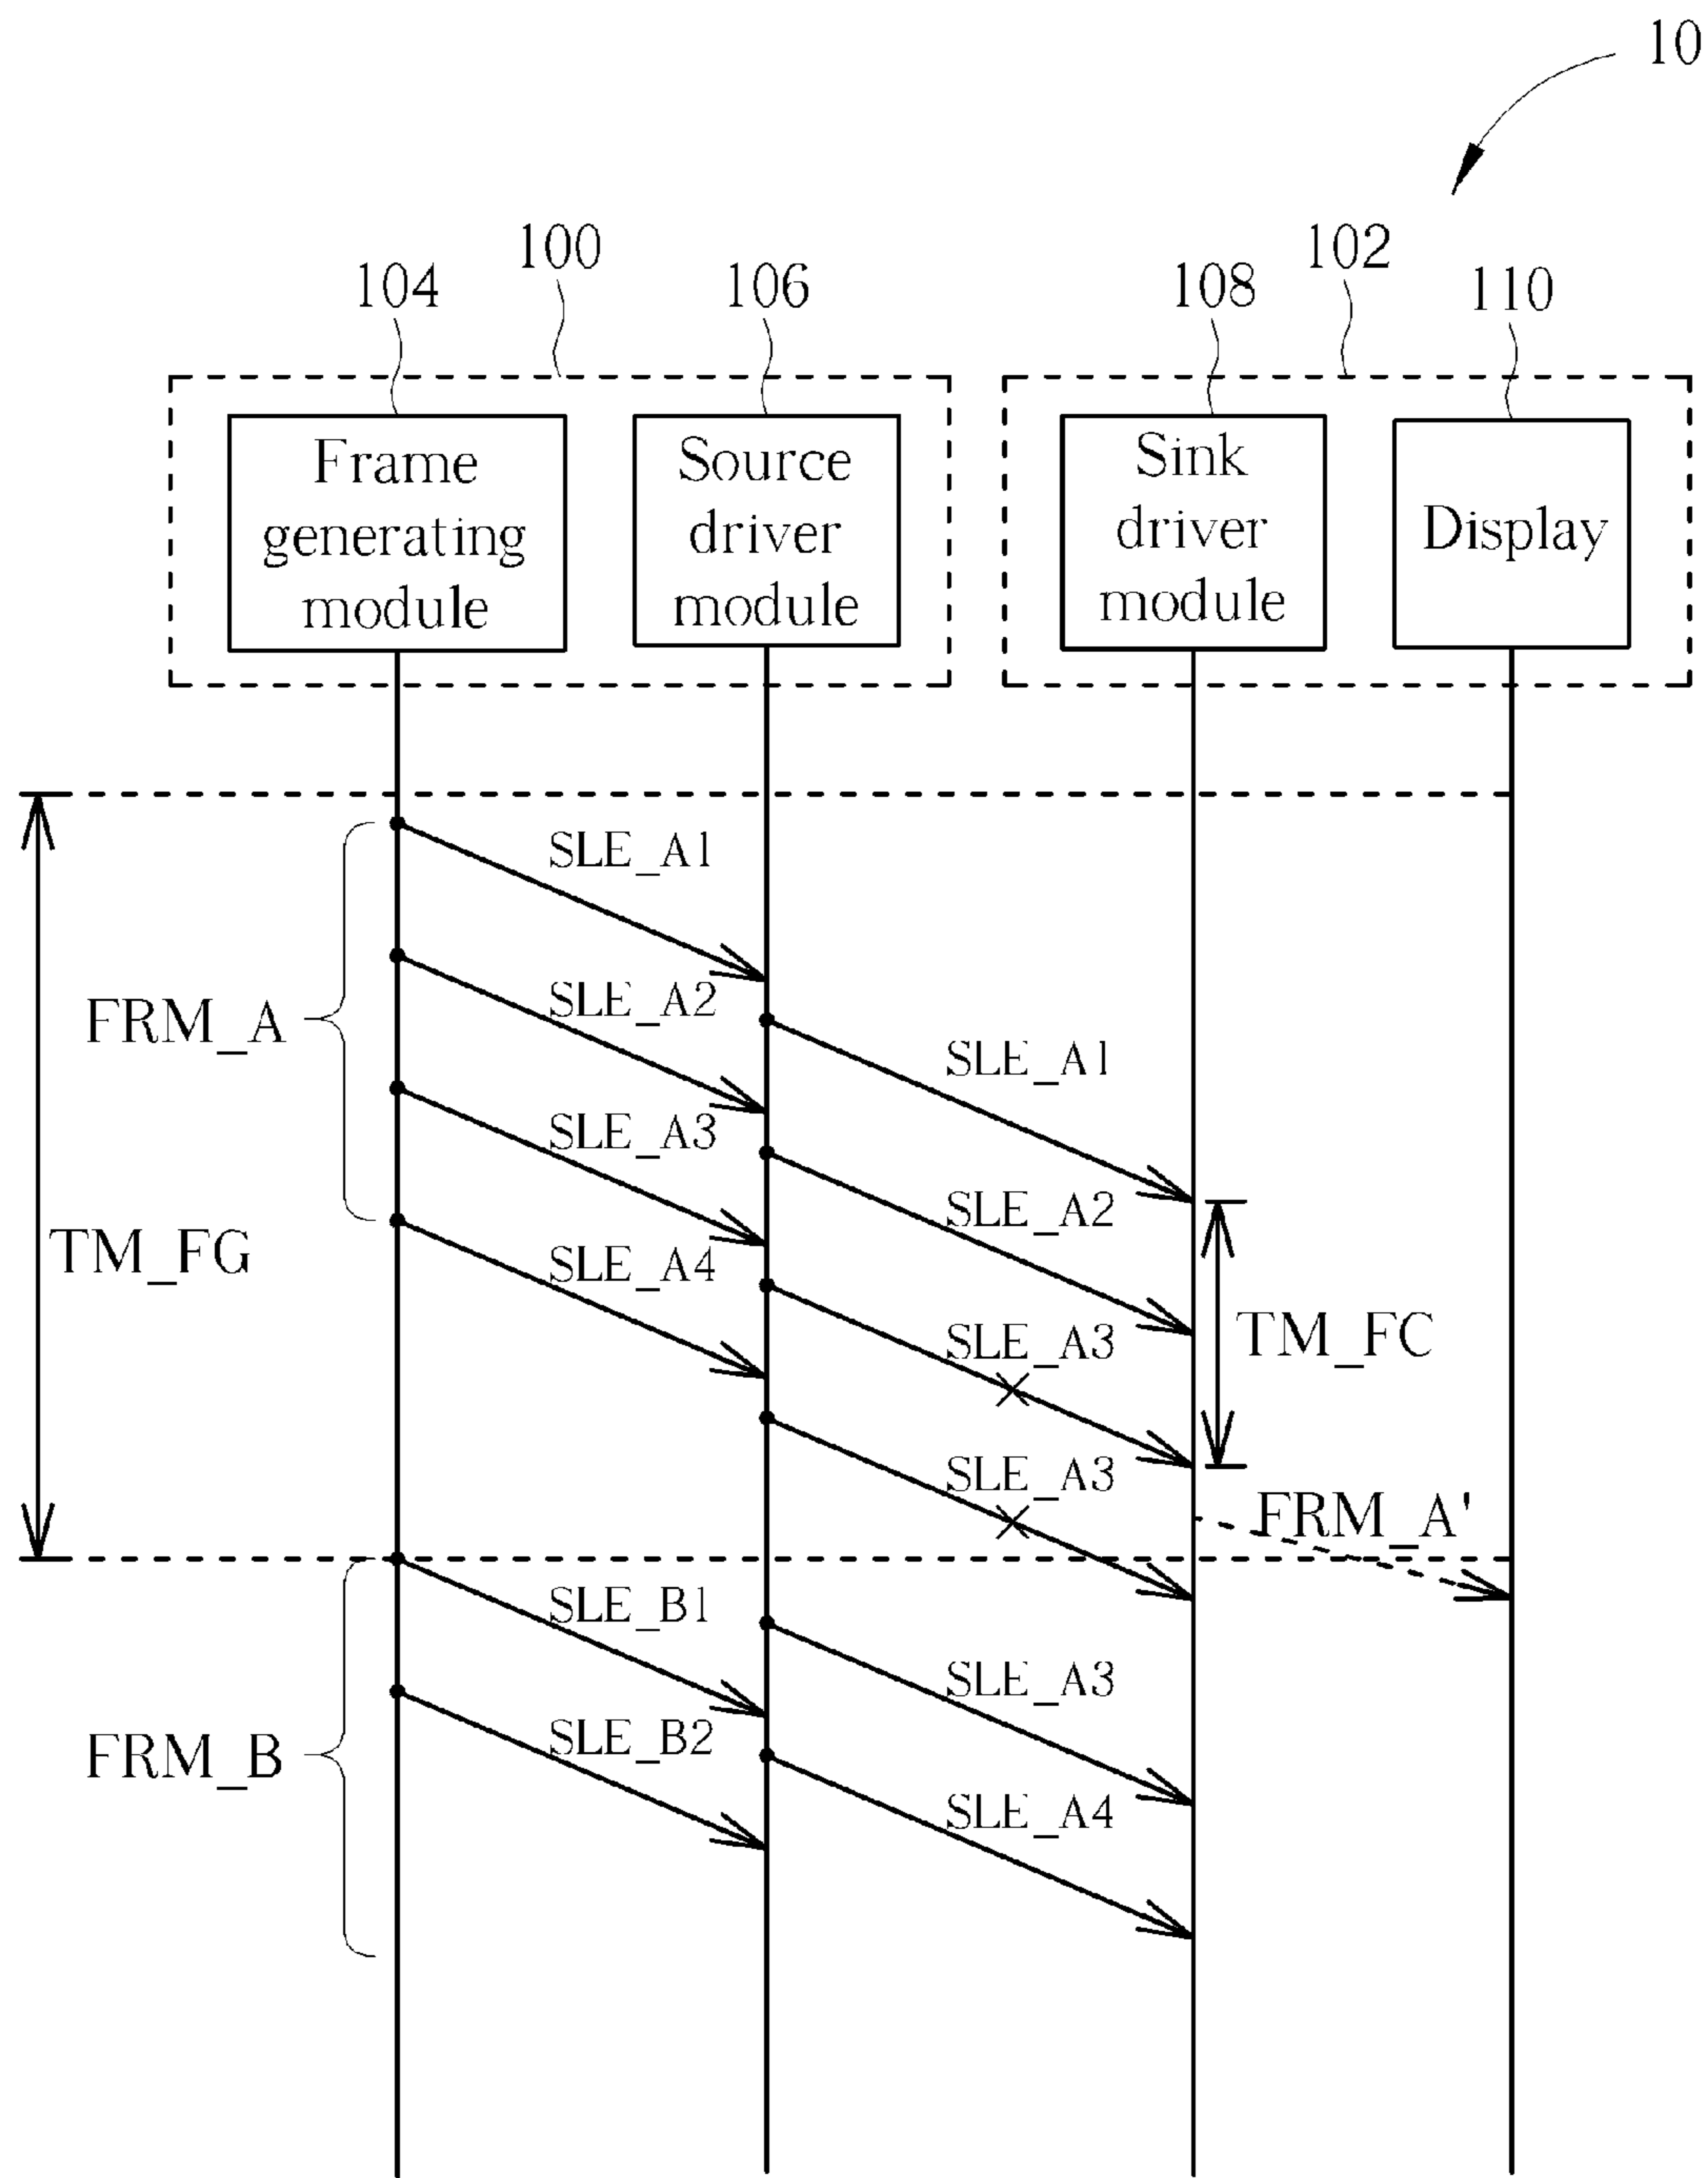 10
100
102
104
106
108
110
Frame
generating
module
Source
driver
module
Sink
driver
module
Display
SLE_A1
SLE_A2
FRM_A
SLE_A1
SLE_A3
SLE_A2
TM_FG
SLE_A4
TM_FC
SLE_A3
SLE_A3
FRM_A'
SLE_B1
SLE_A3
SLE_B2
FRM_B
SLE_A4